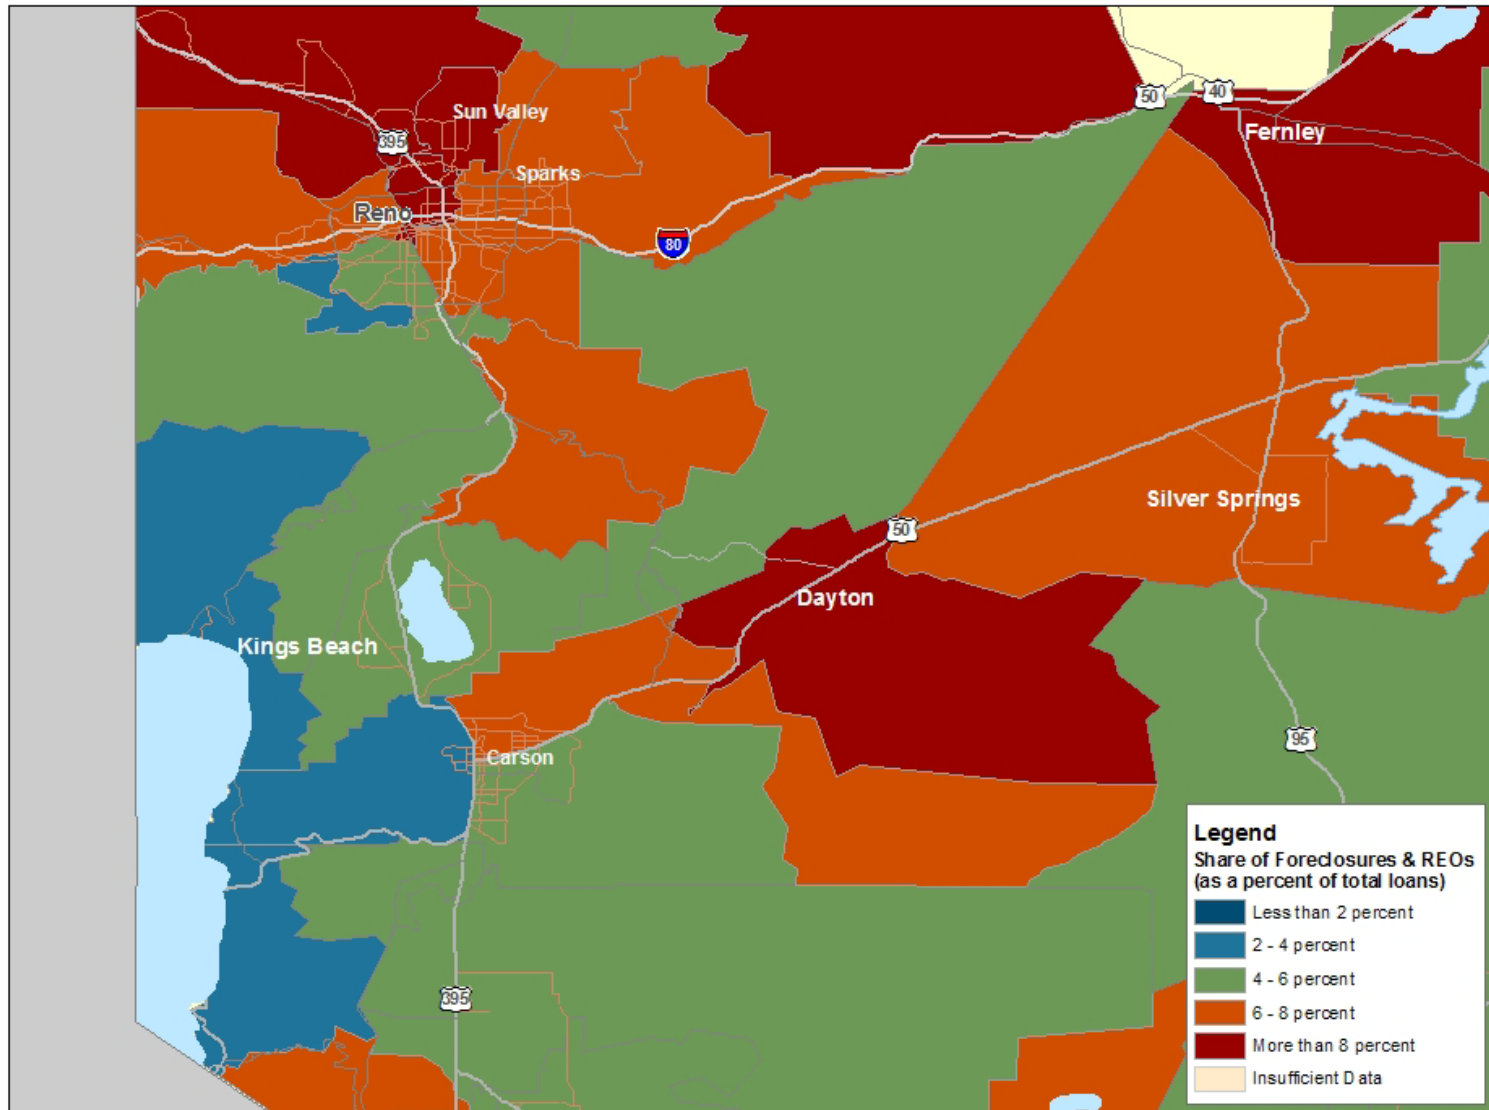 50
40
Sun Valley
Fernley
395
Sparks
Reno
80
Silver Springs
50
Dayton
Kings Beach
95
Carson
395
Legend
Share of Foreclosures & REOs
(as a percent of total loans)
Less than 2 percent
2 - 4 percent
4 - 6 percent
6 - 8 percent
More than 8 percent
Insufficient Data